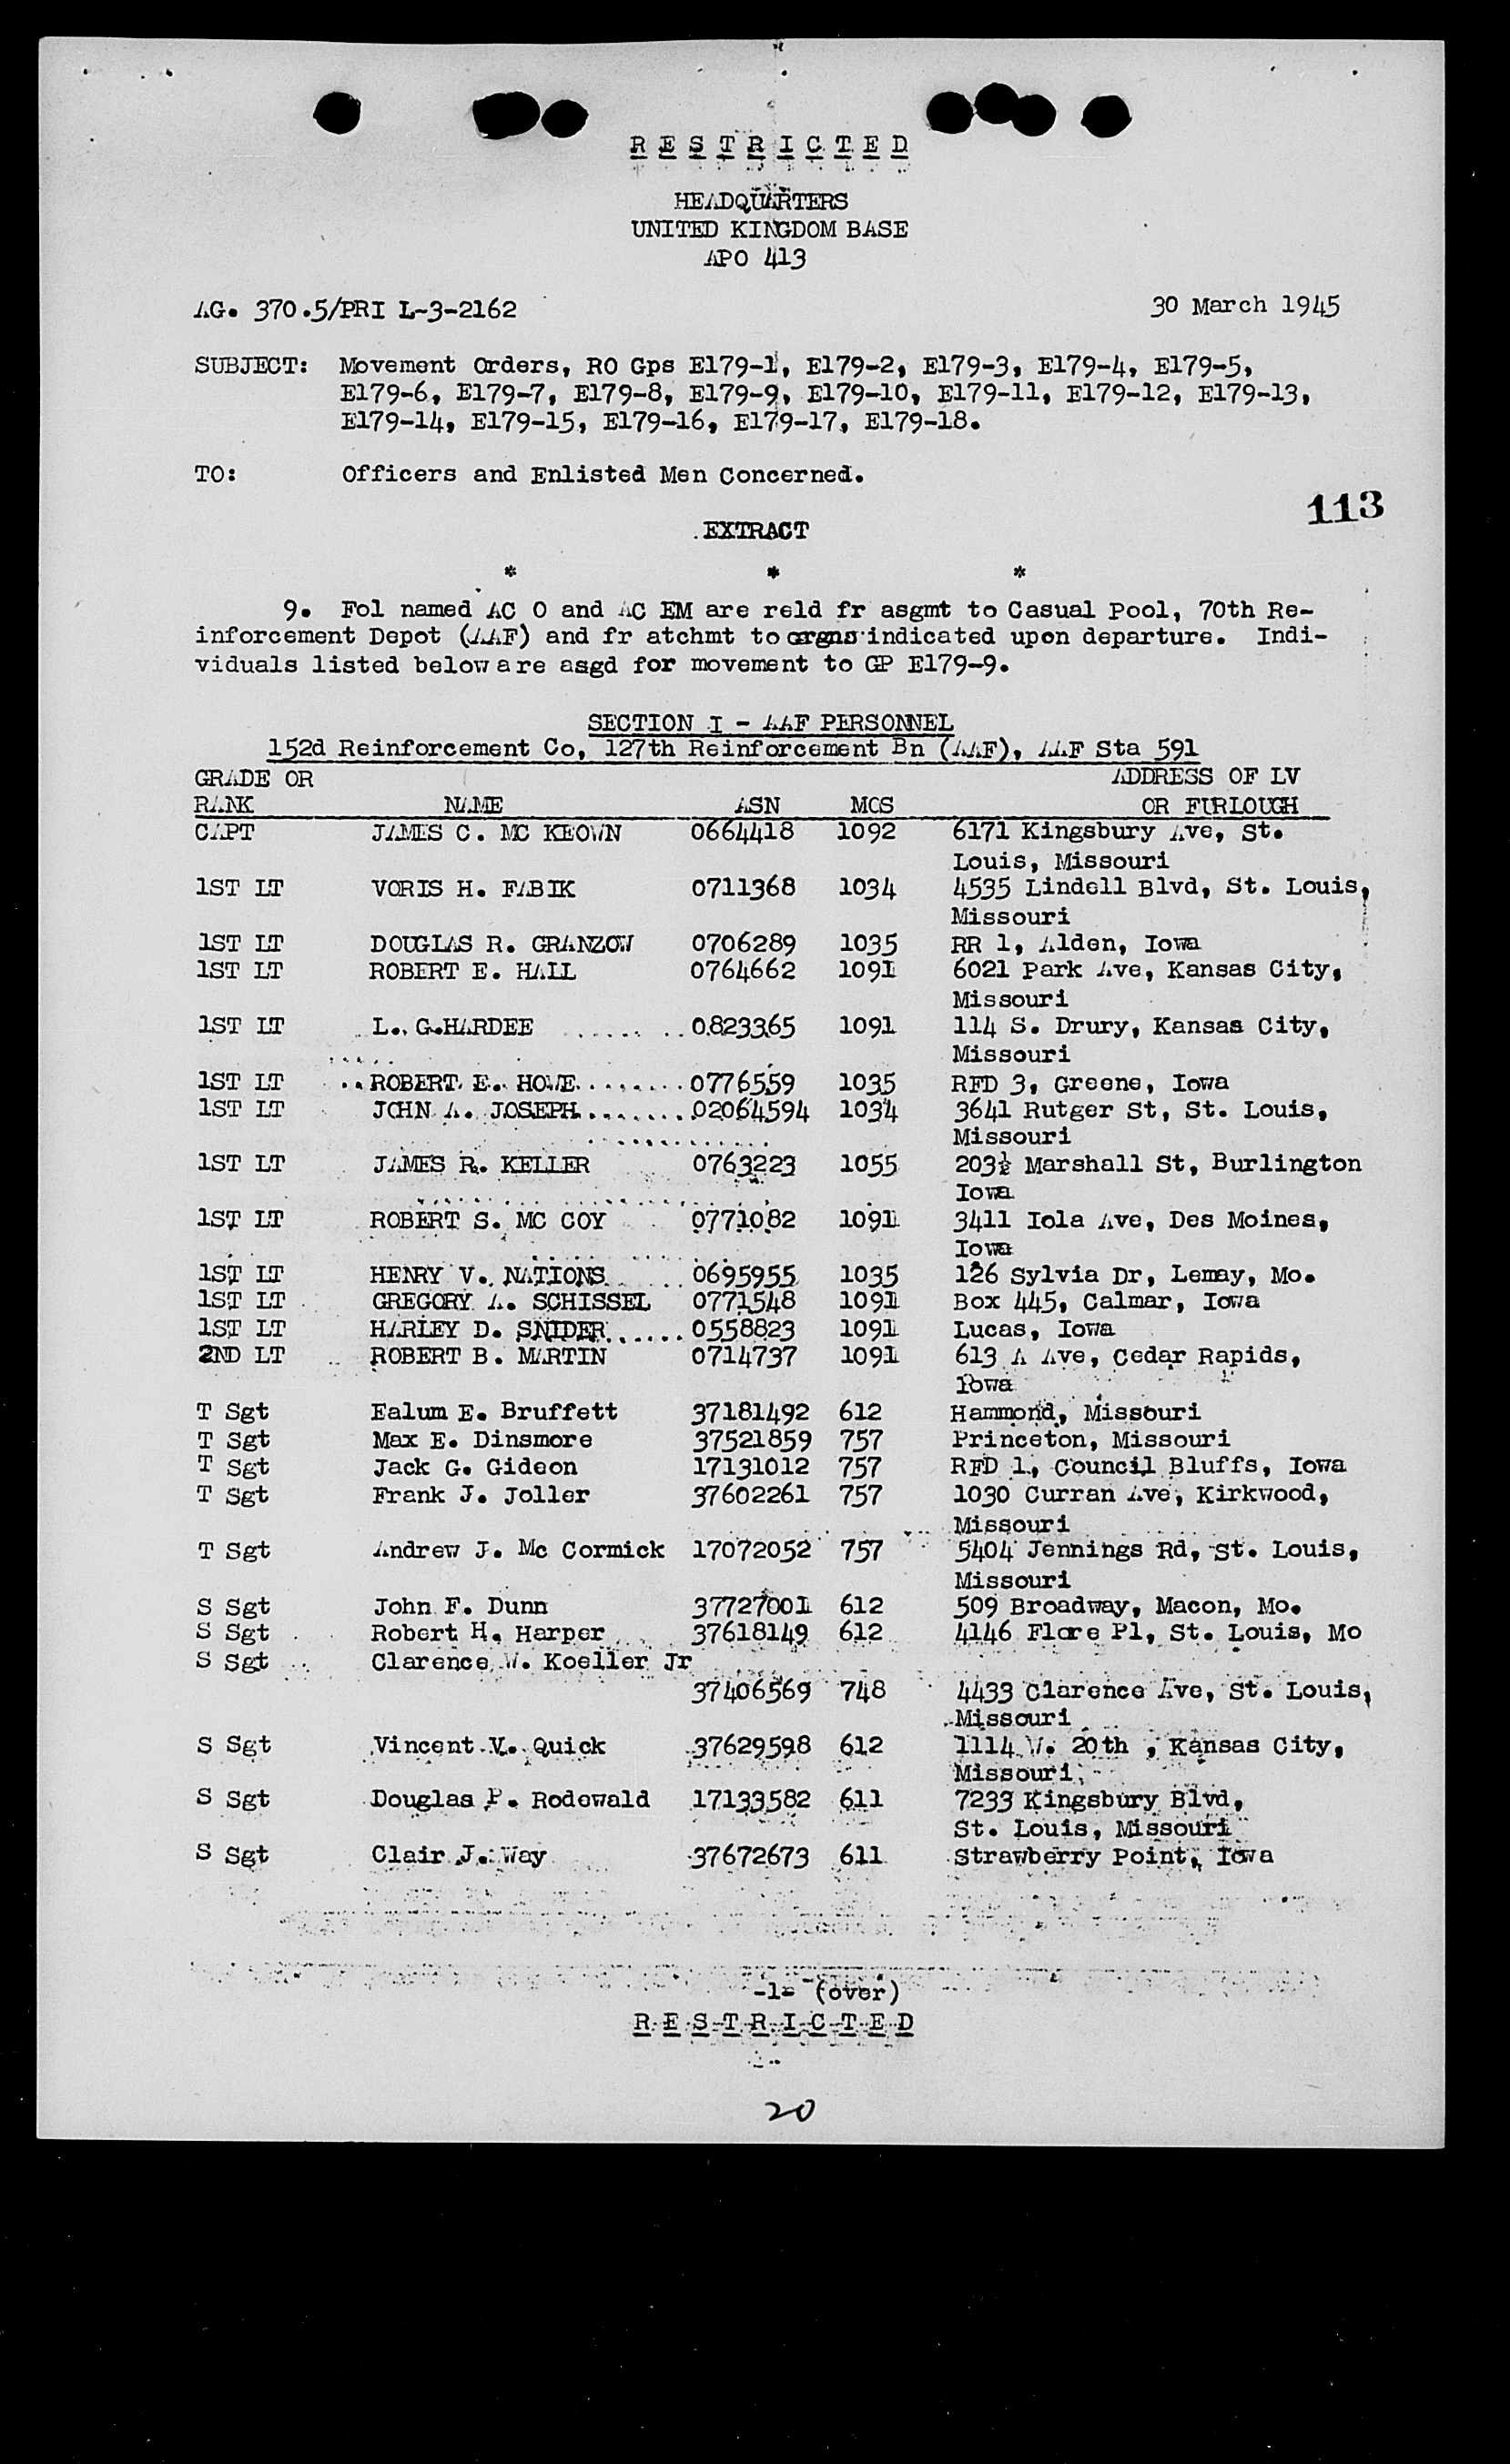 R E S T R I C T E D
HEADQUARTERS
UNITED KINGDOM BASE
APO 413
AG. 370.5/PRI L-3-2162 30 March 1945
SUBJECT: Movement Orders, RO Gps E179-1, E179-2, E179-3, E179-4, E179-5,
E179-6, E179-7, E179-8, E179-9, E179-10, E179-11, E179-12, E179-13,
E179-14, E179-15, E179-16, E179-17, E179-18.
TO: Officers and Enlisted Men Concerned.
113
EXTRACT
* * *
9. Fol named AC O and AC EM are reld fr asgmt to Casual Pool, 70th Re-
inforcement Depot (AAF) and fr atchmt to orgns indicated upon departure. Indi-
viduals listed below are asgd for movement to GP E179-9.
SECTION I - AAF PERSONNEL
152d Reinforcement Co, 127th Reinforcement Bn (AAF), AAF Sta 591
GRADE OR ADDRESS OF LV
RANK NAME ASN MOS OR FURLOUGH
CAPT JAMES C. MC KEOWN 0664418 1092 6171 Kingsbury Ave, St.
Louis, Missouri
1ST LT VORIS H. FABIK 0711368 1034 4535 Lindell Blvd, St. Louis,
Missouri
1ST LT DOUGLAS R. GRANZOW 0706289 1035 RR 1, Alden, Iowa
1ST LT ROBERT E. HALL 0764662 1091 6021 Park Ave, Kansas City,
Missouri
1ST LT L. G.HARDEE 0823365 1091 114 S. Drury, Kansas City,
Missouri
1ST LT ROBERT E. HOWE 0776559 1035 RFD 3, Greene, Iowa
1ST LT JOHN A. JOSEPH 02064594 1034 3641 Rutger St, St. Louis,
Missouri
1ST LT JAMES R. KELLER 0763223 1055 203½ Marshall St, Burlington
Iowa
1ST LT ROBERT S. MC COY 0771082 1091 3411 Iola Ave, Des Moines,
Iowa
1ST LT HENRY V. NATIONS 0695955 1035 126 Sylvia Dr, Lemay, Mo.
1ST LT GREGORY A. SCHISSEL 0771548 1091 Box 445, Calmar, Iowa
1ST LT HARLEY D. SNIDER 0558823 1091 Lucas, Iowa
2ND LT ROBERT B. MARTIN 0714737 1091 613 A Ave, Cedar Rapids,
Iowa
T Sgt Ealum E. Bruffett 37181492 612 Hammond, Missouri
T Sgt Max E. Dinsmore 37521859 757 Princeton, Missouri
T Sgt Jack G. Gideon 17131012 757 RFD 1, Council Bluffs, Iowa
T Sgt Frank J. Joller 37602261 757 1030 Curran Ave, Kirkwood,
Missouri
T Sgt Andrew J. Mc Cormick 17072052 757 5404 Jennings Rd, St. Louis,
Missouri
S Sgt John F. Dunn 37727001 612 509 Broadway, Macon, Mo.
S Sgt Robert H. Harper 37618149 612 4146 Flore Pl, St. Louis, Mo
S Sgt Clarence W. Koeller Jr
37406569 748 4433 Clarence Ave, St. Louis,
Missouri
S Sgt Vincent V. Quick 37629598 612 1114 W. 20th , Kansas City,
Missouri
S Sgt Douglas P. Rodewald 17133582 611 7233 Kingsbury Blvd,
St. Louis, Missouri
S Sgt Clair J. Way 37672673 611 Strawberry Point, Iowa
-1- (over)
R E S T R I C T E D
20